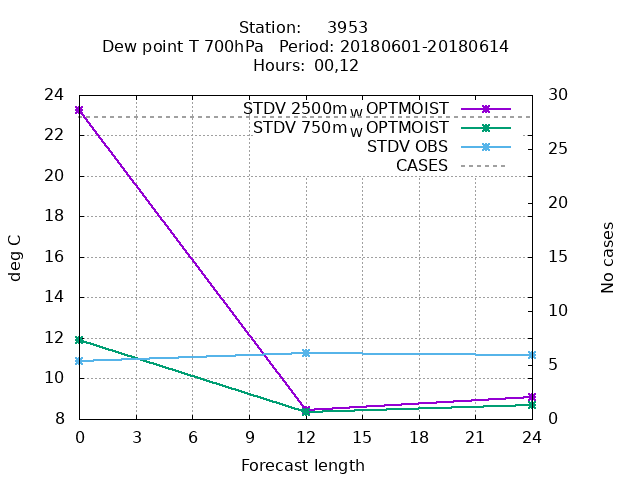 Station: 3953
Dew point T 700hPa Period: 20180601-20180614
Hours: 00,12
24
22
20
18
16
14
12
10
8
deg C
30
25
20
15
10
5
0
No cases
STDV 2500m_W OPTMOIST
STDV 750m_W OPTMOIST
STDV OBS
CASES
0 3 6 9 12 15 18 21 24
Forecast length